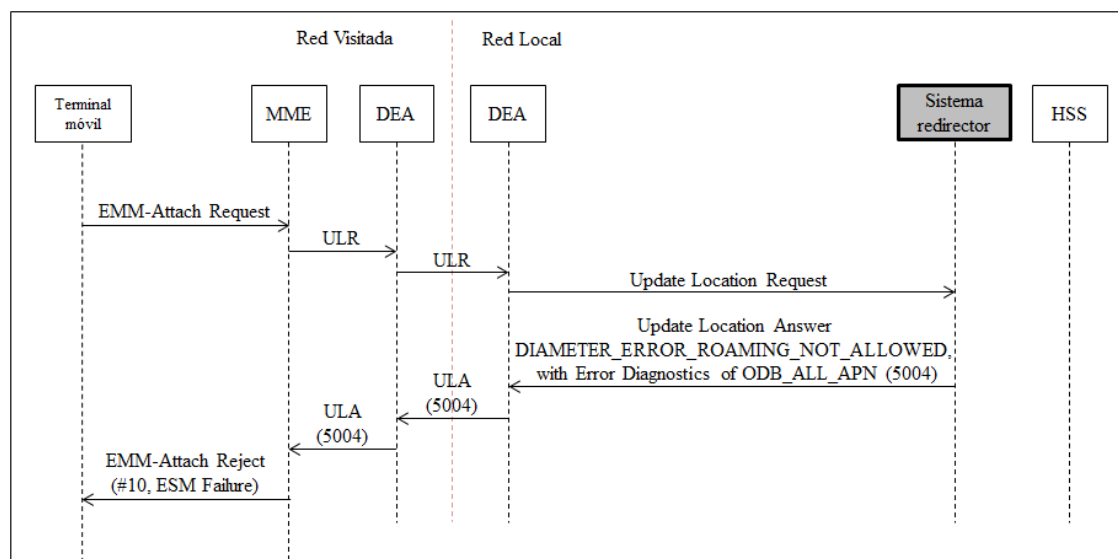 Red Visitada
Red Local
Terminal
móvil
MME
DEA
DEA
Sistema
redirector
HSS
EMM-Attach Request
ULR
ULR
Update Location Request
Update Location Answer
DIAMETER_ERROR_ROAMING_NOT_ALLOWED,
with Error Diagnostics of ODB_ALL_APN (5004)
ULA
(5004)
ULA
(5004)
EMM-Attach Reject
(#10, ESM Failure)